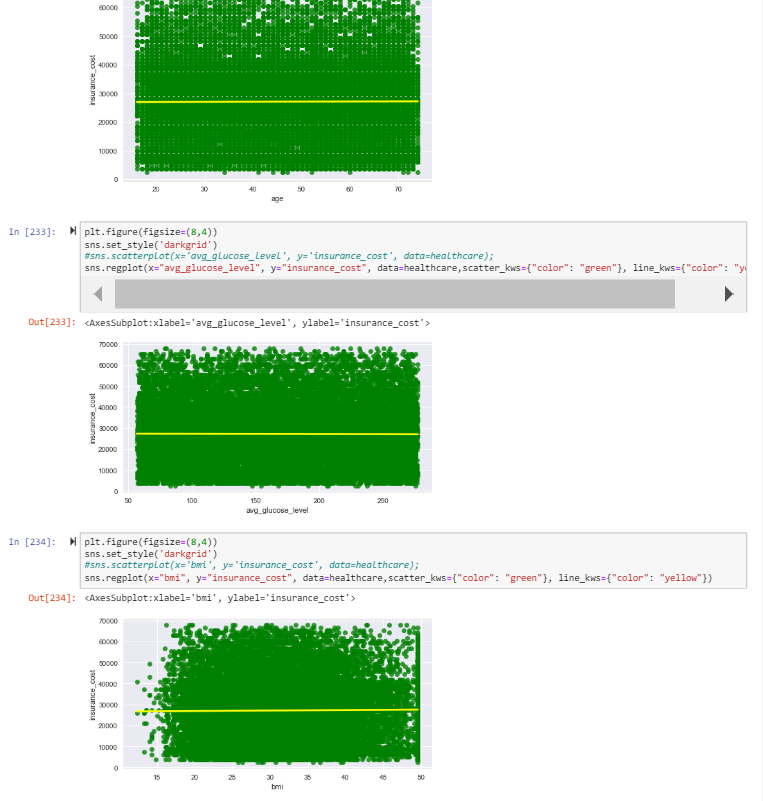 60000
50000
40000
30000
20000
10000
0
insurance_cost
20 30 40 50 60 70
age
In [233]:
plt.figure(figsize=(8,4))
sns.set_style('darkgrid')
#sns.scatterplot(x='avg_glucose_level', y='insurance_cost', data=healthcare);
sns.regplot(x="avg_glucose_level", y="insurance_cost", data=healthcare,scatter_kws={"color": "green"}, line_kws={"color": "ye
Out[233]: <AxesSubplot:xlabel='avg_glucose_level', ylabel='insurance_cost'>
70000
60000
50000
40000
30000
20000
10000
0
insurance_cost
50 100 150 200 250
avg_glucose_level
In [234]:
plt.figure(figsize=(8,4))
sns.set_style('darkgrid')
#sns.scatterplot(x='bmi', y='insurance_cost', data=healthcare);
sns.regplot(x="bmi", y="insurance_cost", data=healthcare,scatter_kws={"color": "green"}, line_kws={"color": "yellow"})
Out[234]: <AxesSubplot:xlabel='bmi', ylabel='insurance_cost'>
70000
60000
50000
40000
30000
20000
10000
0
insurance_cost
15 20 25 30 35 40 45 50
bmi